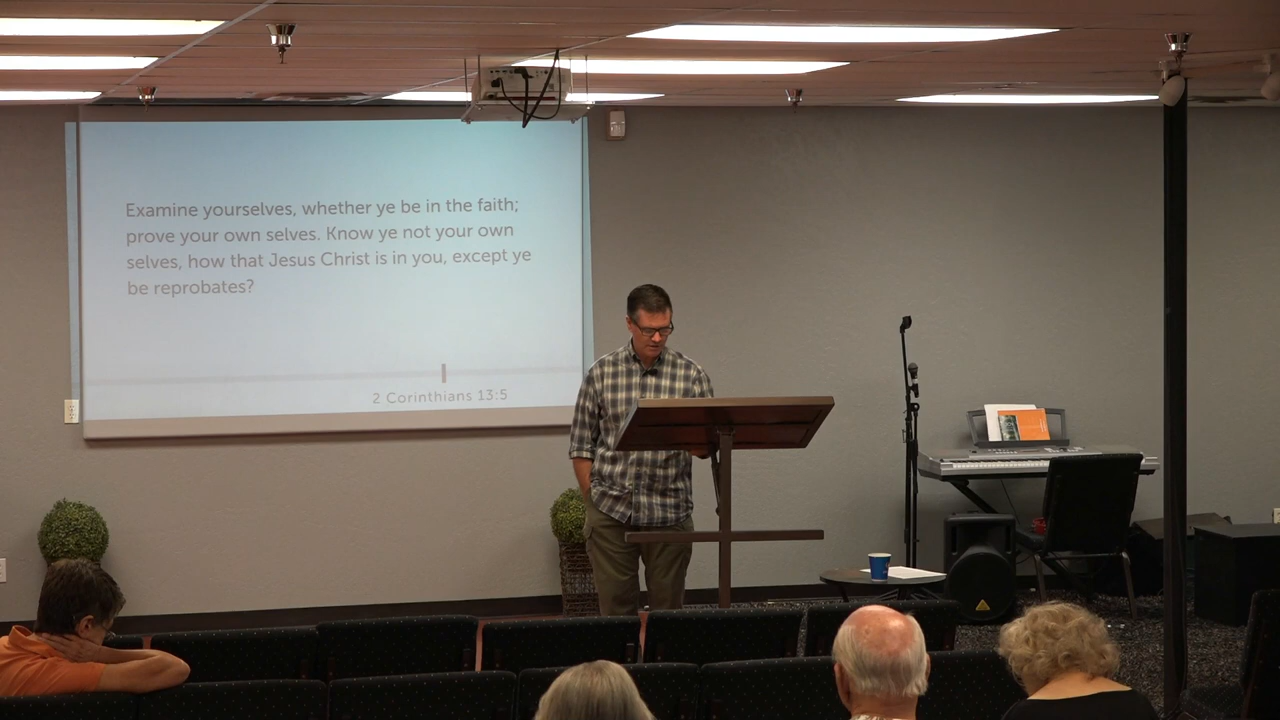 Examine yourselves, whether ye be in the faith;
prove your own selves. Know ye not your own
selves, how that Jesus Christ is in you, except ye
be reprobates?
2 Corinthians 13:5